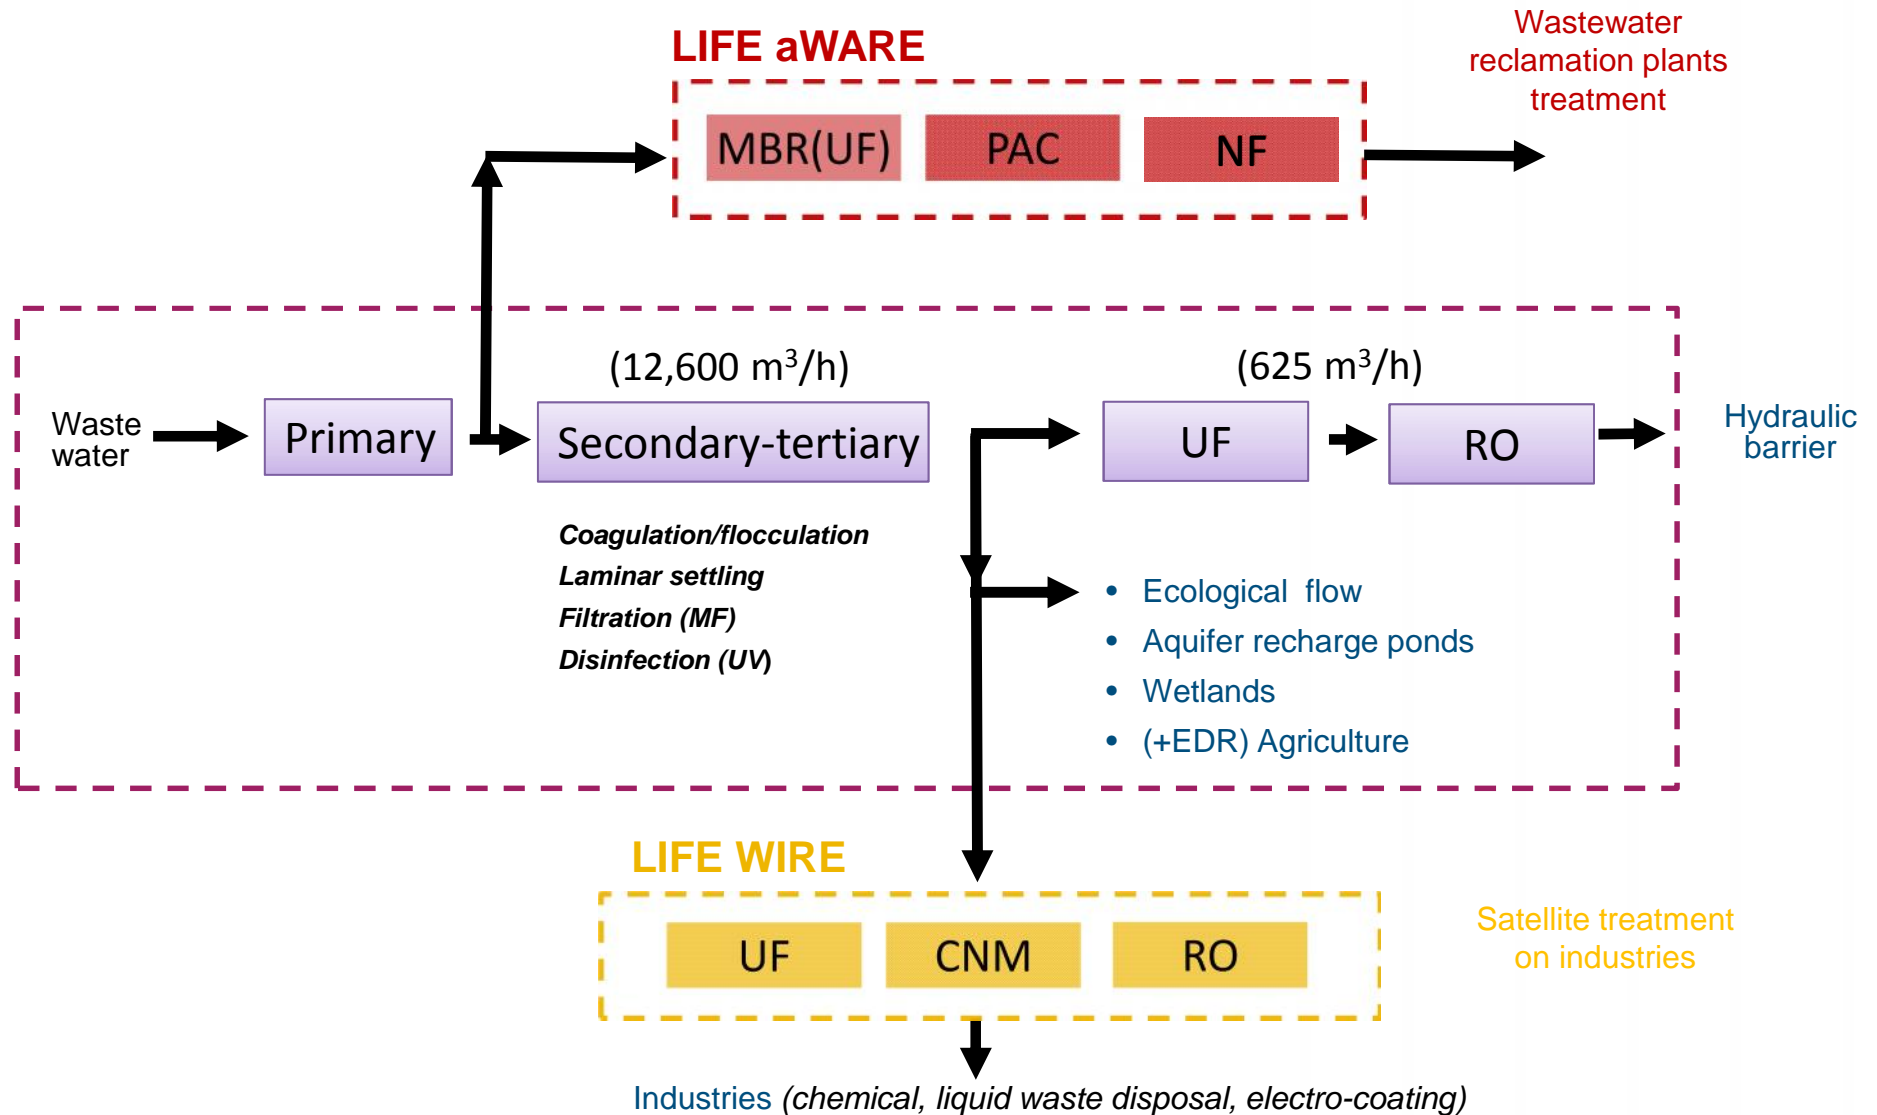 LIFE aWARE
Wastewater
reclamation plants
treatment
MBR(UF)
PAC
NF
(12,600 m³/h)
(625 m³/h)
Waste
water
Primary
Secondary-tertiary
UF
RO
Hydraulic
barrier
Coagulation/flocculation
Laminar settling
Filtration (MF)
Disinfection (UV)
• Ecological flow
• Aquifer recharge ponds
• Wetlands
• (+EDR) Agriculture
LIFE WIRE
UF
CNM
RO
Satellite treatment
on industries
Industries (chemical, liquid waste disposal, electro-coating)